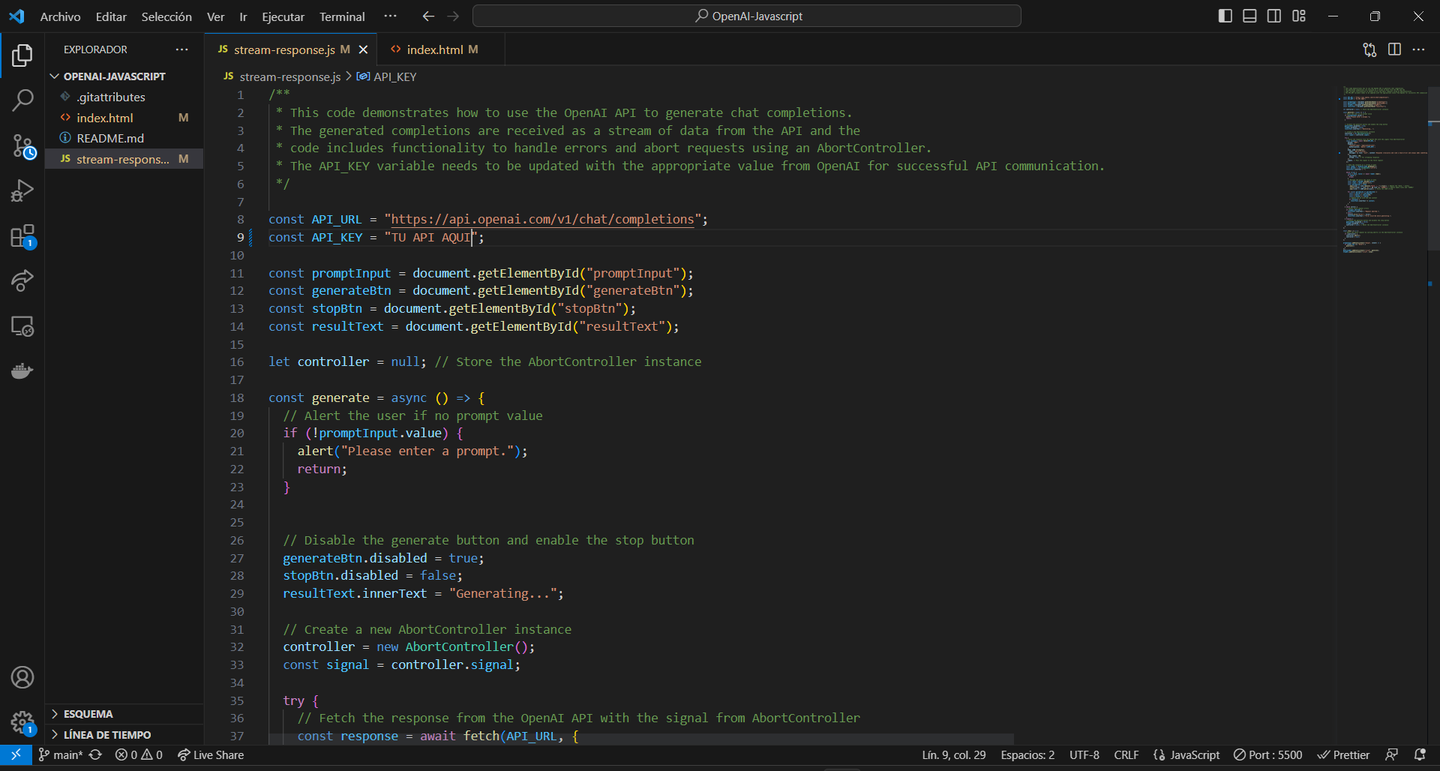 Archivo Editar Selección Ver Ir Ejecutar Terminal ··· OpenAI-Javascript
EXPLORADOR ···
OPENAI-JAVASCRIPT
.gitattributes
index.html M
README.md
JS stream-respons... M
ESQUEMA
LÍNEA DE TIEMPO
JS stream-response.js M
index.html M
JS stream-response.js > API_KEY
1 /**
2 * This code demonstrates how to use the OpenAI API to generate chat completions.
3 * The generated completions are received as a stream of data from the API and the
4 * code includes functionality to handle errors and abort requests using an AbortController.
5 * The API_KEY variable needs to be updated with the appropriate value from OpenAI for successful API communication.
6 */
7
8 const API_URL = "https://api.openai.com/v1/chat/completions";
9 const API_KEY = "TU API AQUI";
10
11 const promptInput = document.getElementById("promptInput");
12 const generateBtn = document.getElementById("generateBtn");
13 const stopBtn = document.getElementById("stopBtn");
14 const resultText = document.getElementById("resultText");
15
16 let controller = null; // Store the AbortController instance
17
18 const generate = async () => {
19 // Alert the user if no prompt value
20 if (!promptInput.value) {
21 alert("Please enter a prompt.");
22 return;
23 }
24
25
26 // Disable the generate button and enable the stop button
27 generateBtn.disabled = true;
28 stopBtn.disabled = false;
29 resultText.innerText = "Generating...";
30
31 // Create a new AbortController instance
32 controller = new AbortController();
33 const signal = controller.signal;
34
35 try {
36 // Fetch the response from the OpenAI API with the signal from AbortController
37 const response = await fetch(API_URL, {
1
1
main* 0 0 Live Share Lín. 9, col. 29 Espacios: 2 UTF-8 CRLF JavaScript Port : 5500 Prettier